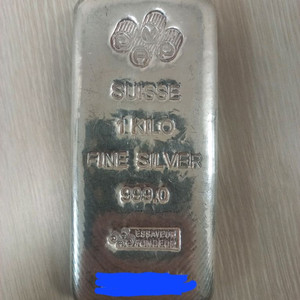 SUISSE
1 KILO
FINE SILVER
999,0
ESSAYEUR
FONDEUR